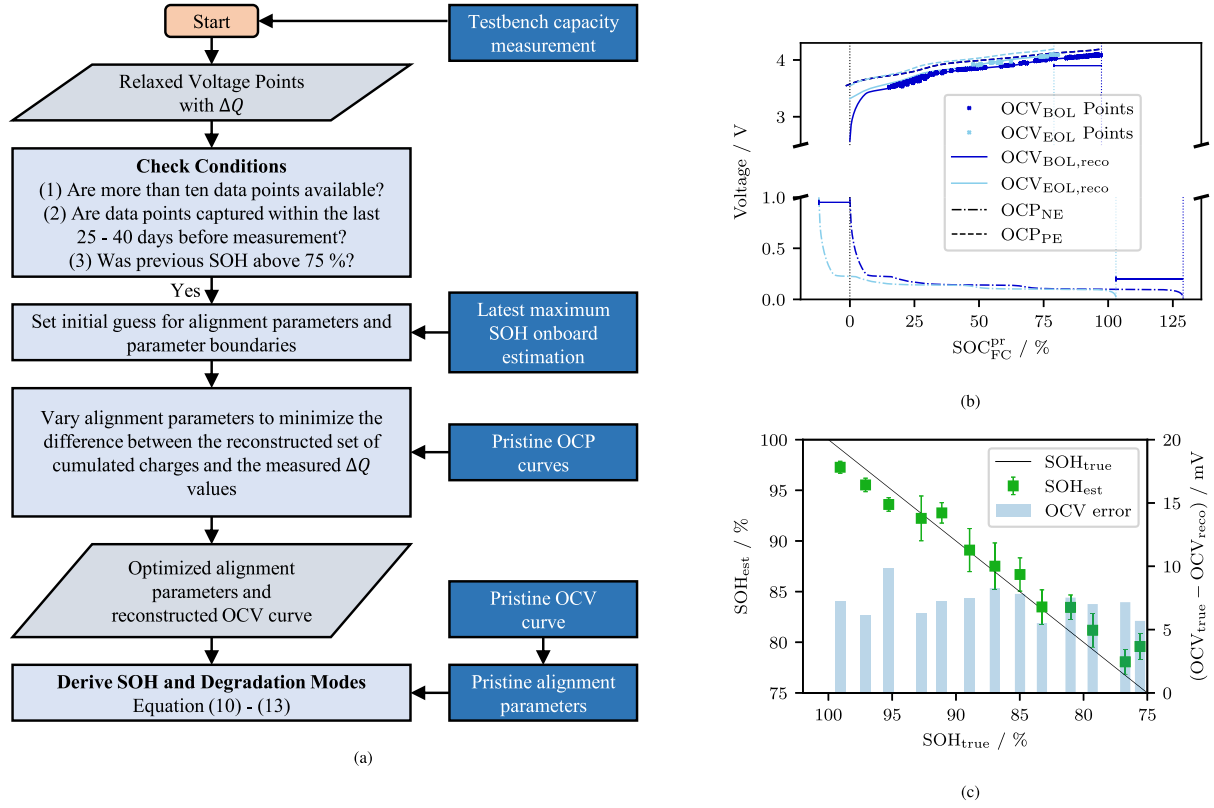 Start
Testbench capacity
measurement
Relaxed Voltage Points
with ΔQ
Check Conditions
(1) Are more than ten data points available?
(2) Are data points captured within the last
25 - 40 days before measurement?
(3) Was previous SOH above 75 %?
Yes
Set initial guess for alignment parameters and
parameter boundaries
Latest maximum
SOH onboard
estimation
Vary alignment parameters to minimize the
difference between the reconstructed set of
cumulated charges and the measured ΔQ
values
Pristine OCP
curves
Optimized alignment
parameters and
reconstructed OCV curve
Pristine OCV
curve
Derive SOH and Degradation Modes
Equation (10) - (13)
Pristine alignment
parameters
(a)
Voltage / V
4
3
1.0
0.5
0.0
OCV_BOL Points
OCV_EOL Points
OCV_BOL,reco
OCV_EOL,reco
OCP_NE
OCP_PE
0 25 50 75 100 125
SOC_FC^pr / %
(b)
SOH_est / %
100
95
90
85
80
75
SOH_true
SOH_est
OCV error
20
15
10
5
0
(OCV_true − OCV_reco) / mV
100 95 90 85 80 75
SOH_true / %
(c)